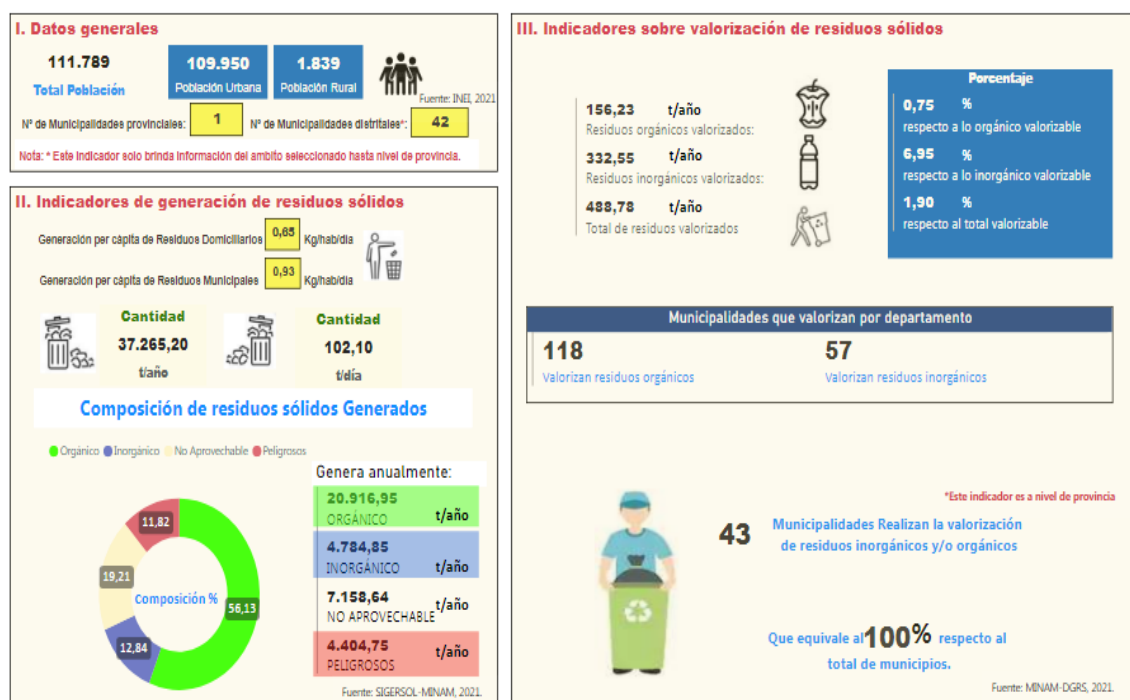 I. Datos generales
111.789
Total Población
109.950
Población Urbana
1.839
Población Rural
Fuente: INEI, 2021
Nº de Municipalidades provinciales:
1
Nº de Municipalidades distritales*:
42
Nota: * Este indicador solo brinda información del ambito seleccionado hasta nivel de provincia.
II. Indicadores de generación de residuos sólidos
Generación per cápita de Residuos Domiciliarios
0,65
Kg/hab/dia
Generación per cápita de Residuos Municipales
0,93
Kg/hab/dia
Cantidad
37.265,20
t/año
Cantidad
102,10
t/día
Composición de residuos sólidos Generados
Orgánico Inorgánico No Aprovechable Peligrosos
11,82
19,21
Composición %
56,13
12,84
Genera anualmente:
20.916,95
ORGÁNICO t/año
4.784,85
INORGÁNICO t/año
7.158,64
NO APROVECHABLE t/año
4.404,75
PELIGROSOS t/año
Fuente: SIGERSOL-MINAM, 2021.
III. Indicadores sobre valorización de residuos sólidos
156,23 t/año
Residuos orgánicos valorizados:
332,55 t/año
Residuos inorgánicos valorizados:
488,78 t/año
Total de residuos valorizados
Porcentaje
0,75 %
respecto a lo orgánico valorizable
6,95 %
respecto a lo inorgánico valorizable
1,90 %
respecto al total valorizable
Municipalidades que valorizan por departamento
118
Valorizan residuos orgánicos
57
Valorizan residuos inorgánicos
*Este indicador es a nivel de provincia
43
Municipalidades Realizan la valorización
de residuos inorgánicos y/o orgánicos
Que equivale al 100% respecto al
total de municipios.
Fuente: MINAM-DGRS, 2021.